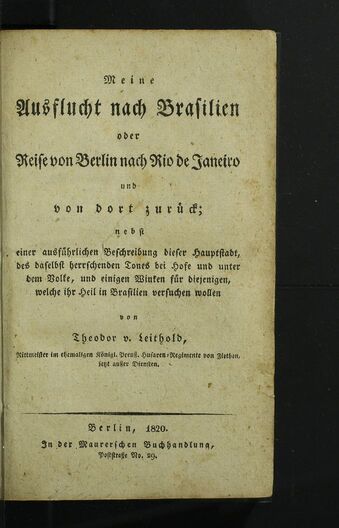 Meine
Ausflucht nach Brasilien
oder
Reise von Berlin nach Rio de Janeiro
und
von dort zurück;
nebst
einer ausführlichen Beschreibung dieser Hauptstadt,
des daselbst herrschenden Tones bei Hofe und unter
dem Volke, und einigen Winken für diejenigen,
welche ihr Heil in Brasilien versuchen wollen
von
Theodor v. Leithold,
Rittmeister im ehemaligen Königl. Preuß. Husaren-Regimente von Ziethen,
jetzt außer Diensten.
Berlin, 1820.
In der Maurerschen Buchhandlung,
Poststraße No. 29.